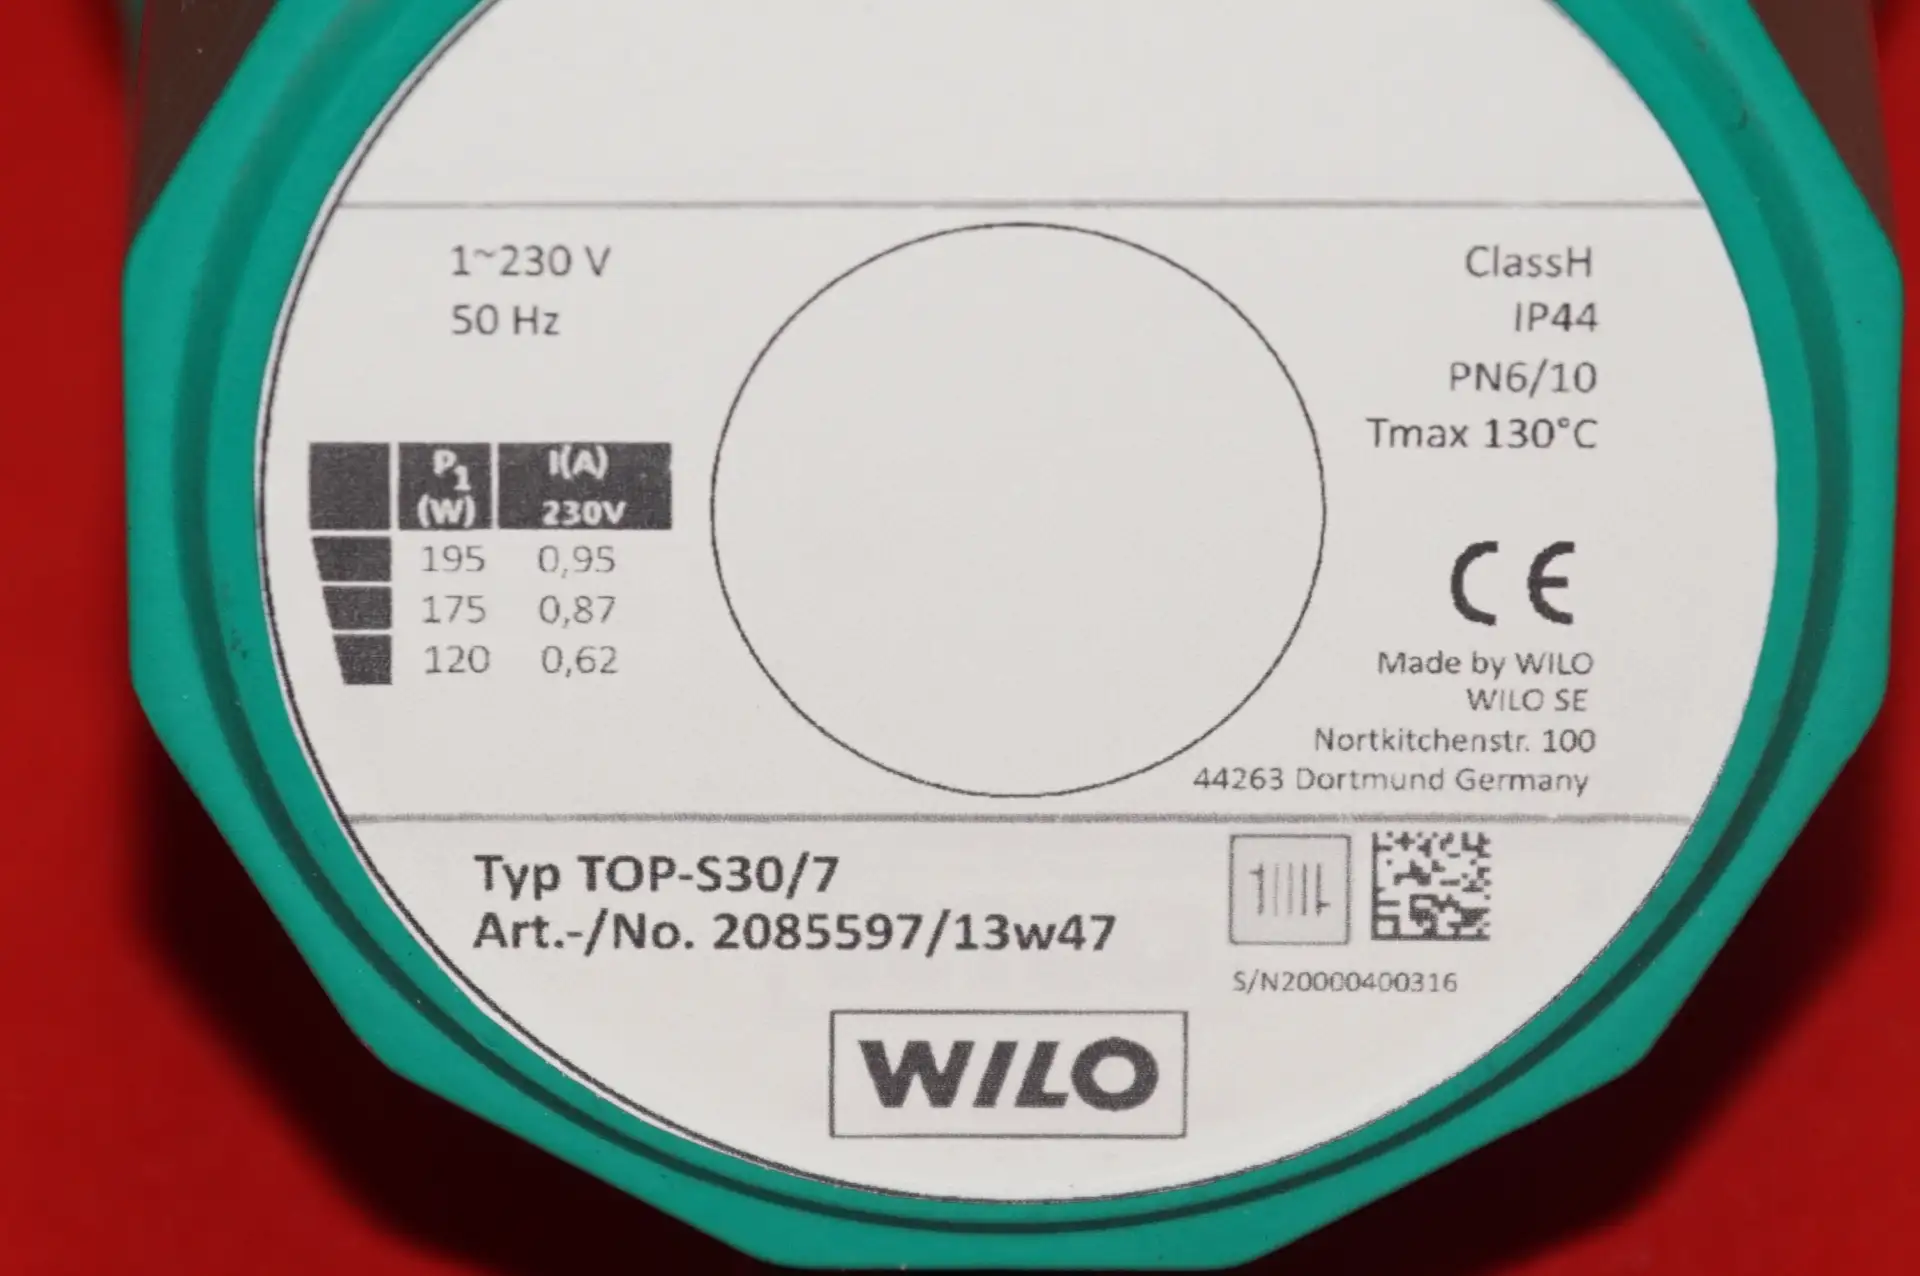 1~230 V
50 Hz
ClassH
IP44
PN6/10
Tmax 130°C
P1 (W) I(A) 230V
195 0,95
175 0,87
120 0,62
CE
Made by WILO
WILO SE
Nortkitchenstr. 100
44263 Dortmund Germany
Typ TOP-S30/7
Art.-/No. 2085597/13w47
S/N20000400316
WILO